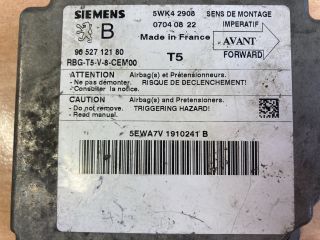 SIEMENS 5WK4 2908 SENS DE MONTAGE
B 0704 08 22 IMPERATIF
Made in France AVANT
96 527 121 80 T5 FORWARD
RBG-T5-V-8-CEM00
ATTENTION Airbag(s) et Prétensionneurs.
- Ne pas démonter. RISQUE DE DECLENCHEMENT!
- Consulter la notice.
CAUTION Airbag(s) and Pretensioners.
- Do not remove. TRIGGERING HAZARD!
- Read manual.
5EWA7V 1910241 B